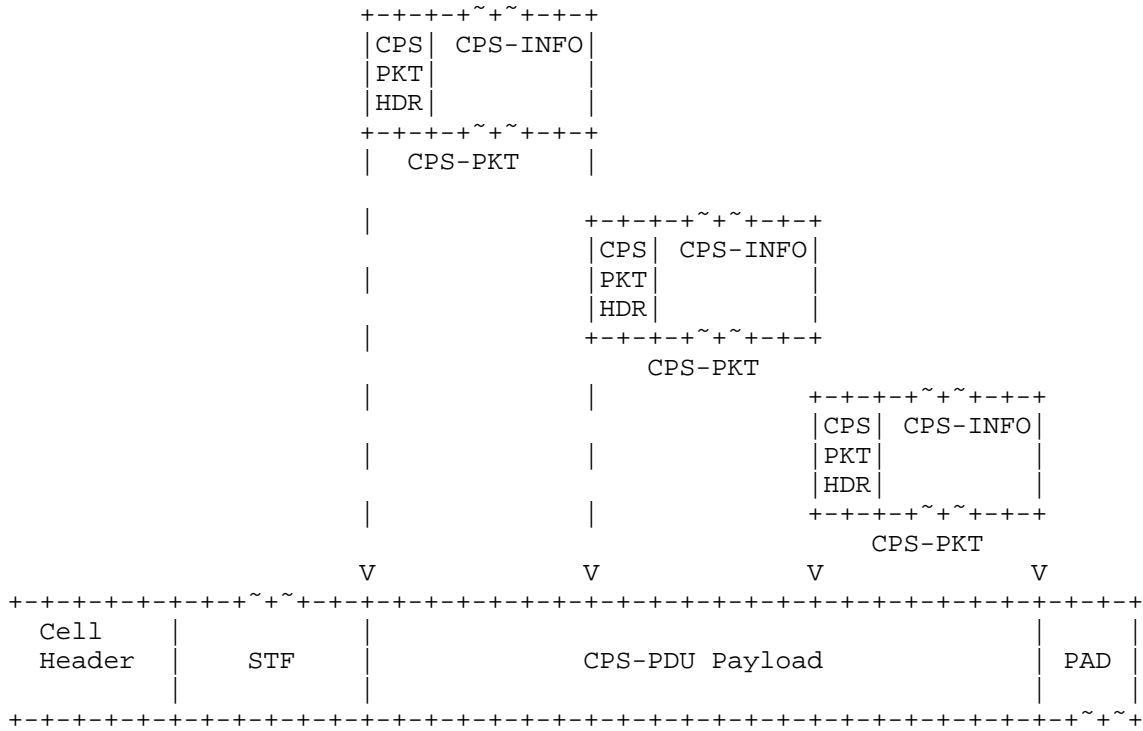 +-+-+-+~+~+-+-+
|CPS| CPS-INFO|
|PKT| |
|HDR| |
+-+-+-+~+~+-+-+
| CPS-PKT |
| +-+-+-+~+~+-+-+
|CPS| CPS-INFO|
| |PKT| |
|HDR| |
| +-+-+-+~+~+-+-+
CPS-PKT
| | +-+-+-+~+~+-+-+
|CPS| CPS-INFO|
| | |PKT| |
|HDR| |
| | +-+-+-+~+~+-+-+
CPS-PKT
V V V V
+-+-+-+-+-+-+-+~+~+-+-+-+-+-+-+-+-+-+-+-+-+-+-+-+-+-+-+-+-+-+-+-+-+-+-+
Cell | | | |
Header | STF | CPS-PDU Payload | PAD |
| | | |
+-+-+-+-+-+-+-+-+-+-+-+-+-+-+-+-+-+-+-+-+-+-+-+-+-+-+-+-+-+-+-+-+-+~+~+